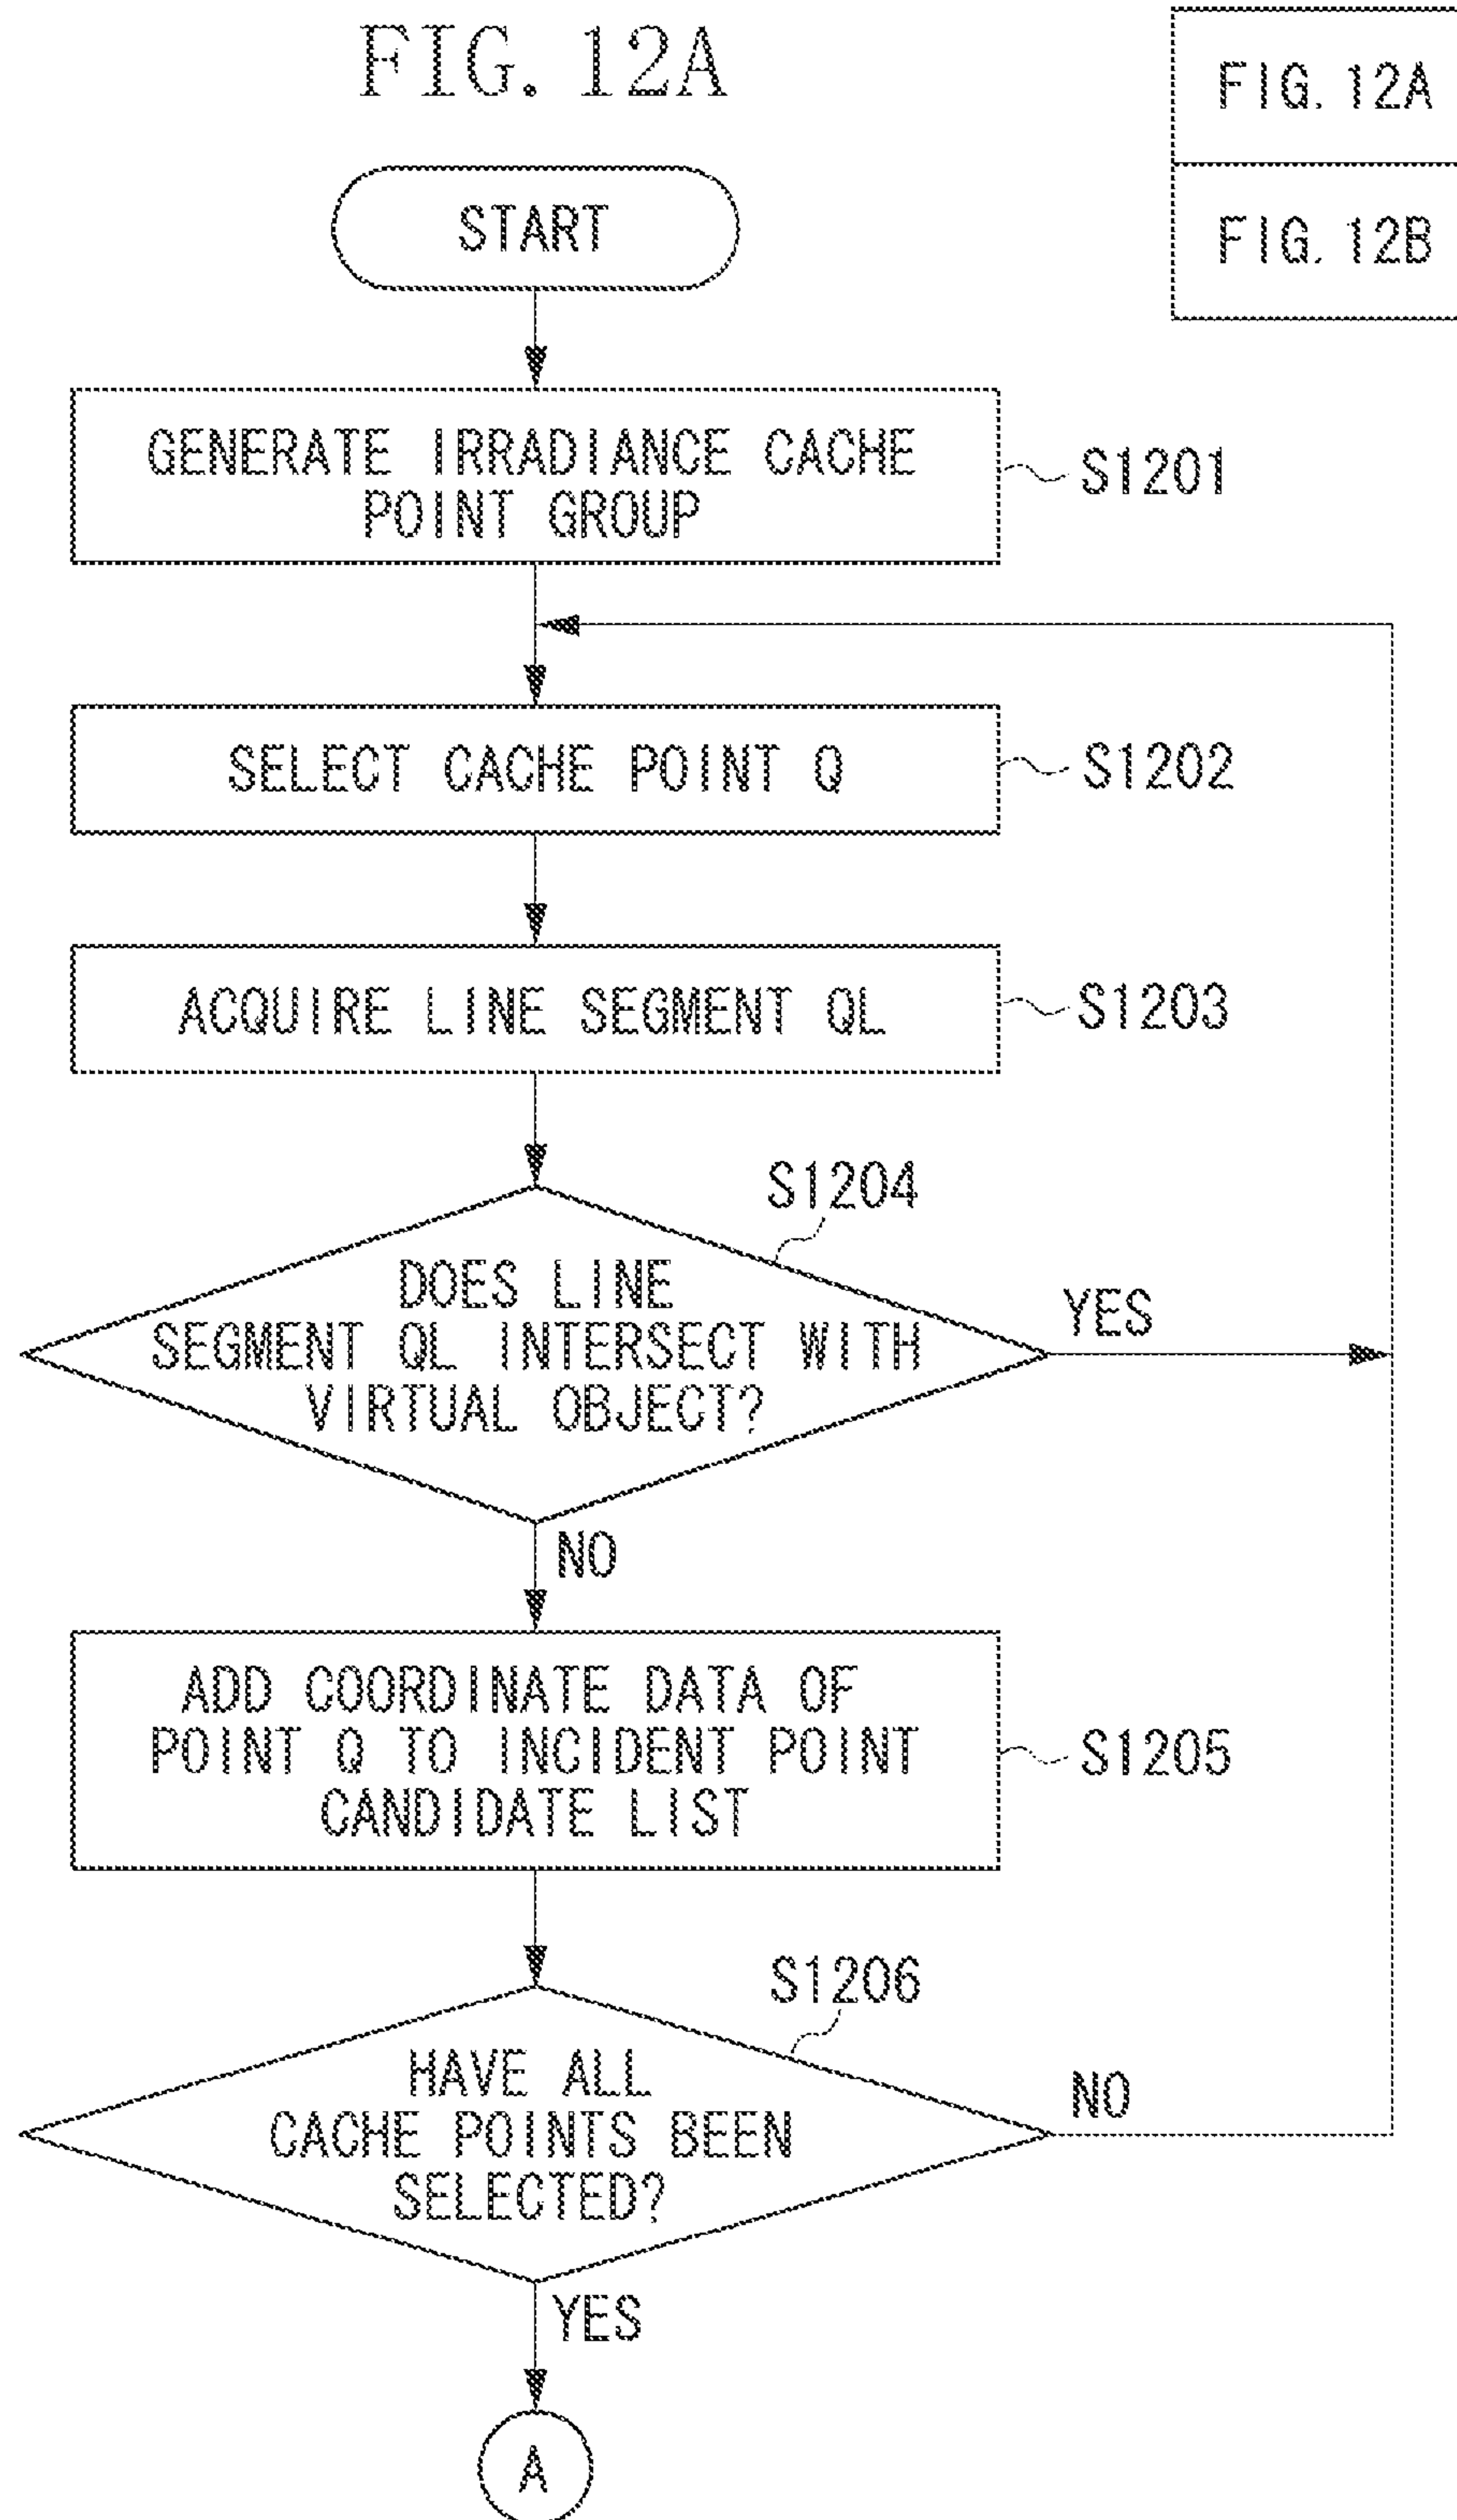 FIG. 12A
FIG. 12A
FIG. 12B
START
GENERATE IRRADIANCE CACHE
POINT GROUP
S1201
SELECT CACHE POINT Q
S1202
ACQUIRE LINE SEGMENT QL
S1203
S1204
DOES LINE
SEGMENT QL INTERSECT WITH
VIRTUAL OBJECT?
YES
NO
ADD COORDINATE DATA OF
POINT Q TO INCIDENT POINT
CANDIDATE LIST
S1205
S1206
HAVE ALL
CACHE POINTS BEEN
SELECTED?
NO
YES
A